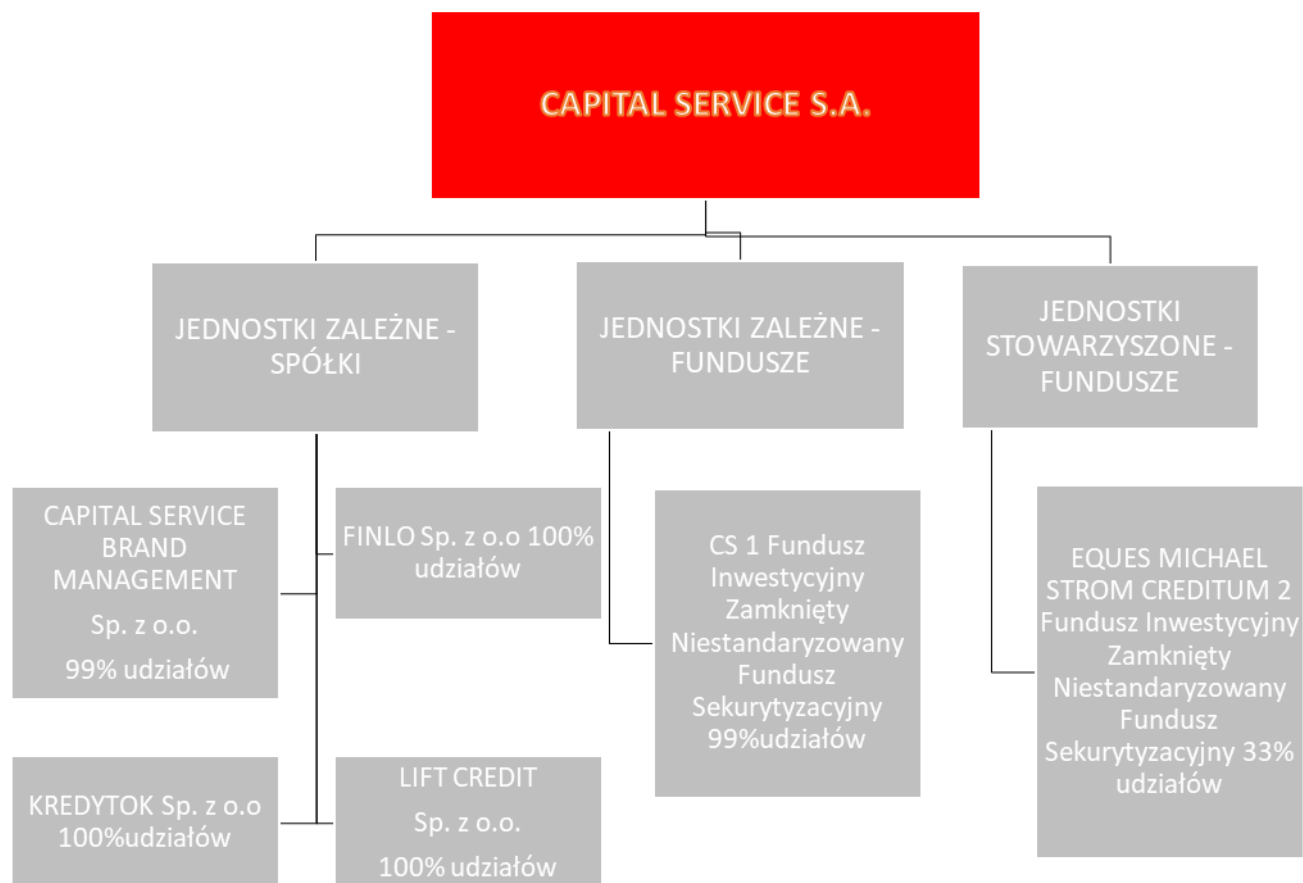 CAPITAL SERVICE S.A.
JEDNOSTKI ZALEŻNE -
SPÓŁKI
JEDNOSTKI ZALEŻNE -
FUNDUSZE
JEDNOSTKI
STOWARZYSZONE -
FUNDUSZE
CAPITAL SERVICE
BRAND
MANAGEMENT
Sp. z o.o.
99% udziałów
FINLO Sp. z o.o 100%
udziałów
KREDYTOK Sp. z o.o
100%udziałów
LIFT CREDIT
Sp. z o.o.
100% udziałów
CS 1 Fundusz
Inwestycyjny
Zamknięty
Niestandaryzowany
Fundusz
Sekurytyzacyjny
99%udziałów
EQUES MICHAEL
STROM CREDITUM 2
Fundusz Inwestycyjny
Zamknięty
Niestandaryzowany
Fundusz
Sekurytyzacyjny 33%
udziałów